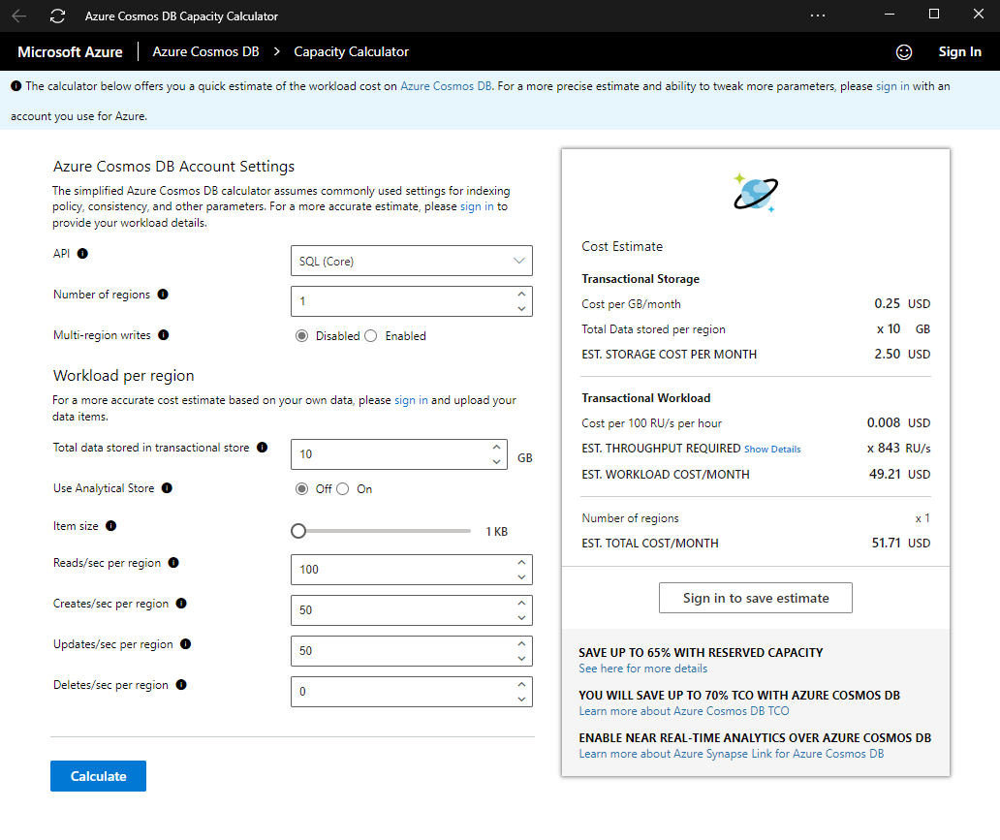 Azure Cosmos DB Capacity Calculator
Microsoft Azure
Azure Cosmos DB > Capacity Calculator
Sign In
The calculator below offers you a quick estimate of the workload cost on Azure Cosmos DB. For a more precise estimate and ability to tweak more parameters, please sign in with an
account you use for Azure.
Azure Cosmos DB Account Settings
The simplified Azure Cosmos DB calculator assumes commonly used settings for indexing
policy, consistency, and other parameters. For a more accurate estimate, please sign in to
provide your workload details.
API
SQL (Core)
Number of regions
1
Multi-region writes
Disabled Enabled
Workload per region
For a more accurate cost estimate based on your own data, please sign in and upload your
data items.
Total data stored in transactional store
10 GB
Use Analytical Store
Off On
Item size
1 KB
Reads/sec per region
100
Creates/sec per region
50
Updates/sec per region
50
Deletes/sec per region
0
Calculate
Cost Estimate
Transactional Storage
Cost per GB/month 0.25 USD
Total Data stored per region x 10 GB
EST. STORAGE COST PER MONTH 2.50 USD
Transactional Workload
Cost per 100 RU/s per hour 0.008 USD
EST. THROUGHPUT REQUIRED Show Details x 843 RU/s
EST. WORKLOAD COST/MONTH 49.21 USD
Number of regions x 1
EST. TOTAL COST/MONTH 51.71 USD
Sign in to save estimate
SAVE UP TO 65% WITH RESERVED CAPACITY
See here for more details
YOU WILL SAVE UP TO 70% TCO WITH AZURE COSMOS DB
Learn more about Azure Cosmos DB TCO
ENABLE NEAR REAL-TIME ANALYTICS OVER AZURE COSMOS DB
Learn more about Azure Synapse Link for Azure Cosmos DB